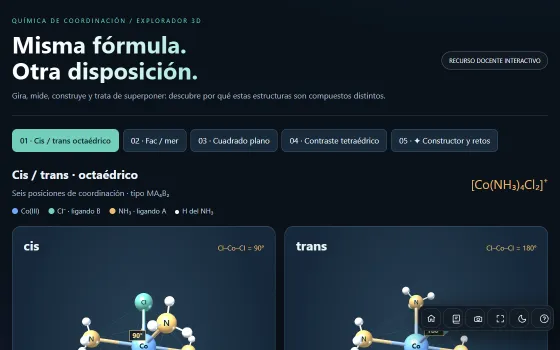 QUÍMICA DE COORDINACIÓN / EXPLORADOR 3D
Misma fórmula.
Otra disposición.
Gira, mide, construye y trata de superponer: descubre por qué estas estructuras son compuestos distintos.
RECURSO DOCENTE INTERACTIVO
01 · Cis / trans octaédrico
02 · Fac / mer
03 · Cuadrado plano
04 · Contraste tetraédrico
05 · ✦ Constructor y retos
Cis / trans · octaédrico
Seis posiciones de coordinación · tipo MA₄B₂
[Co(NH₃)₄Cl₂]⁺
Co(III)
Cl⁻ · ligando B
NH₃ · ligando A
H del NH₃
cis
Cl–Co–Cl = 90°
trans
Cl–Co–Cl = 180°
Cl
N
90°
N
Co
N
N
Co